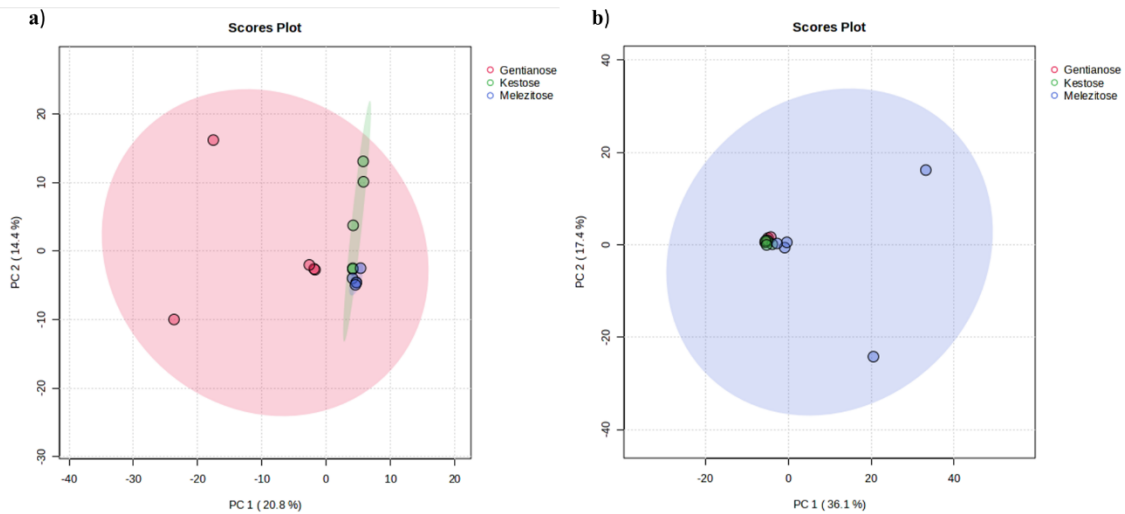 a)
Scores Plot
Gentianose
Kestose
Melezitose
20
10
0
-10
-20
-30
PC 2 ( 14.4 %)
-40
-30
-20
-10
0
10
20
PC 1 ( 20.8 %)
b)
Scores Plot
Gentianose
Kestose
Melezitose
40
20
0
-20
-40
PC 2 ( 17.4 %)
-20
0
20
40
PC 1 ( 36.1 %)